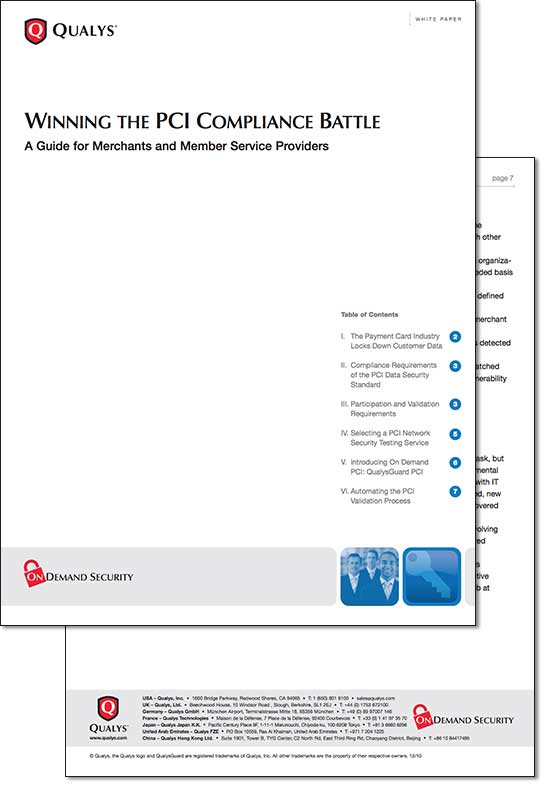 QUALYS®
WHITE PAPER
WINNING THE PCI COMPLIANCE BATTLE
A Guide for Merchants and Member Service Providers
Table of Contents
I. The Payment Card Industry 2
Locks Down Customer Data
II. Compliance Requirements 3
of the PCI Data Security
Standard
III. Participation and Validation 3
Requirements
IV. Selecting a PCI Network 5
Security Testing Service
V. Introducing On Demand 6
PCI: QualysGuard PCI
VI. Automating the PCI 7
Validation Process
ON DEMAND SECURITY
page 7
other
organiza-
basis
defined
merchant
detected
ask, but
with IT
new
QUALYS®
www.qualys.com
USA – Qualys, Inc. • 1600 Bridge Parkway, Redwood Shores, CA 94065 • T: 1 (650) 801 6100 • sales@qualys.com
UK – Qualys, Ltd. • Beechwood House, 10 Windsor Road, Slough, Berkshire, SL1 2EJ • T: +44 (0) 1753 872100
Germany – Qualys GmbH • München Airport, Terminalstrasse Mitte 18, 85356 München • T: +49 (0) 89 97007 146
France – Qualys Technologies • Maison de la Défense, 7 Place de la Défense, 92400 Courbevoie • T: +33 (0) 1 41 97 35 70
Japan – Qualys Japan K.K. • Pacific Century Place 8F, 1-11-1 Marunouchi, Chiyoda-ku, 100-6208 Tokyo • T: +81 3 6860 8296
United Arab Emirates – Qualys FZE • PO Box 10559, Ras Al Khaimah, United Arab Emirates • T: +971 7 204 1225
China – Qualys Hong Kong Ltd. • Suite 1901, Tower B, TYG Center, C2 North Rd, East Third Ring Rd, Chaoyang District, Beijing • T: +86 10 84417495
ON DEMAND SECURITY
© Qualys, the Qualys logo and QualysGuard are registered trademarks of Qualys, Inc. All other trademarks are the property of their respective owners. 12/10